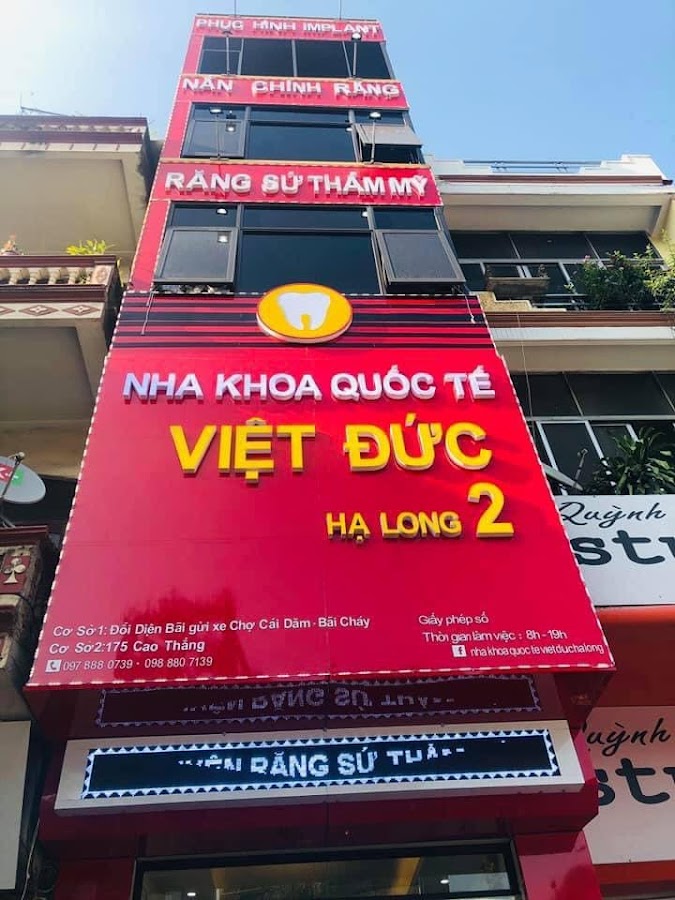 PHỤC HÌNH IMPLANT
NẮN CHỈNH RĂNG
RĂNG SỨ THẨM MỸ
NHA KHOA QUỐC TẾ
VIỆT ĐỨC
HẠ LONG 2
Cơ Sở 1: Đối Diện Bãi gửi xe Chợ Cái Dăm - Bãi Cháy
Cơ Sở 2: 175 Cao Thắng
097 888 0739 - 098 880 7139
Giấy phép số
Thời gian làm việc : 8h - 19h
nha khoa quoc te viet duc ha long
RĂNG SỨ
Quỳnh
Quỳnh